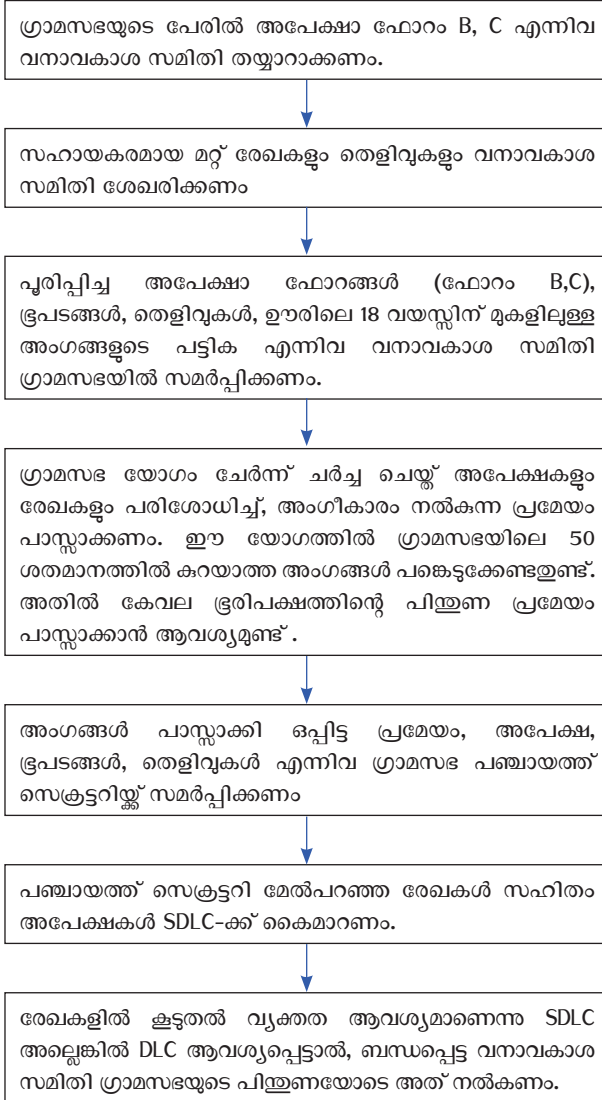 ഗ്രാമസഭയുടെ പേരിൽ അപേക്ഷാ ഫോറം B, C എന്നിവ
വനാവകാശ സമിതി തയ്യാറാക്കണം.
സഹായകരമായ മറ്റ് രേഖകളും തെളിവുകളും വനാവകാശ
സമിതി ശേഖരിക്കണം
പൂരിപ്പിച്ച അപേക്ഷാ ഫോറങ്ങൾ (ഫോറം B,C),
ഭൂപടങ്ങൾ, തെളിവുകൾ, ഊരിലെ 18 വയസ്സിന് മുകളിലുള്ള
അംഗങ്ങളുടെ പട്ടിക എന്നിവ വനാവകാശ സമിതി
ഗ്രാമസഭയിൽ സമർപ്പിക്കണം.
ഗ്രാമസഭ യോഗം ചേർന്ന് ചർച്ച ചെയ്ത് അപേക്ഷകളും
രേഖകളും പരിശോധിച്ച്, അംഗീകാരം നൽകുന്ന പ്രമേയം
പാസ്സാക്കണം. ഈ യോഗത്തിൽ ഗ്രാമസഭയിലെ 50
ശതമാനത്തിൽ കുറയാത്ത അംഗങ്ങൾ പങ്കെടുക്കേണ്ടതുണ്ട്.
അതിൽ കേവല ഭൂരിപക്ഷത്തിന്റെ പിന്തുണ പ്രമേയം
പാസ്സാക്കാൻ ആവശ്യമുണ്ട് .
അംഗങ്ങൾ പാസ്സാക്കി ഒപ്പിട്ട പ്രമേയം, അപേക്ഷ,
ഭൂപടങ്ങൾ, തെളിവുകൾ എന്നിവ ഗ്രാമസഭ പഞ്ചായത്ത്
സെക്രട്ടറിയ്ക്ക് സമർപ്പിക്കണം
പഞ്ചായത്ത് സെക്രട്ടറി മേൽപറഞ്ഞ രേഖകൾ സഹിതം
അപേക്ഷകൾ SDLC-ക്ക് കൈമാറണം.
രേഖകളിൽ കൂടുതൽ വ്യക്തത ആവശ്യമാണെന്നു SDLC
അല്ലെങ്കിൽ DLC ആവശ്യപ്പെട്ടാൽ, ബന്ധപ്പെട്ട വനാവകാശ
സമിതി ഗ്രാമസഭയുടെ പിന്തുണയോടെ അത് നൽകണം.